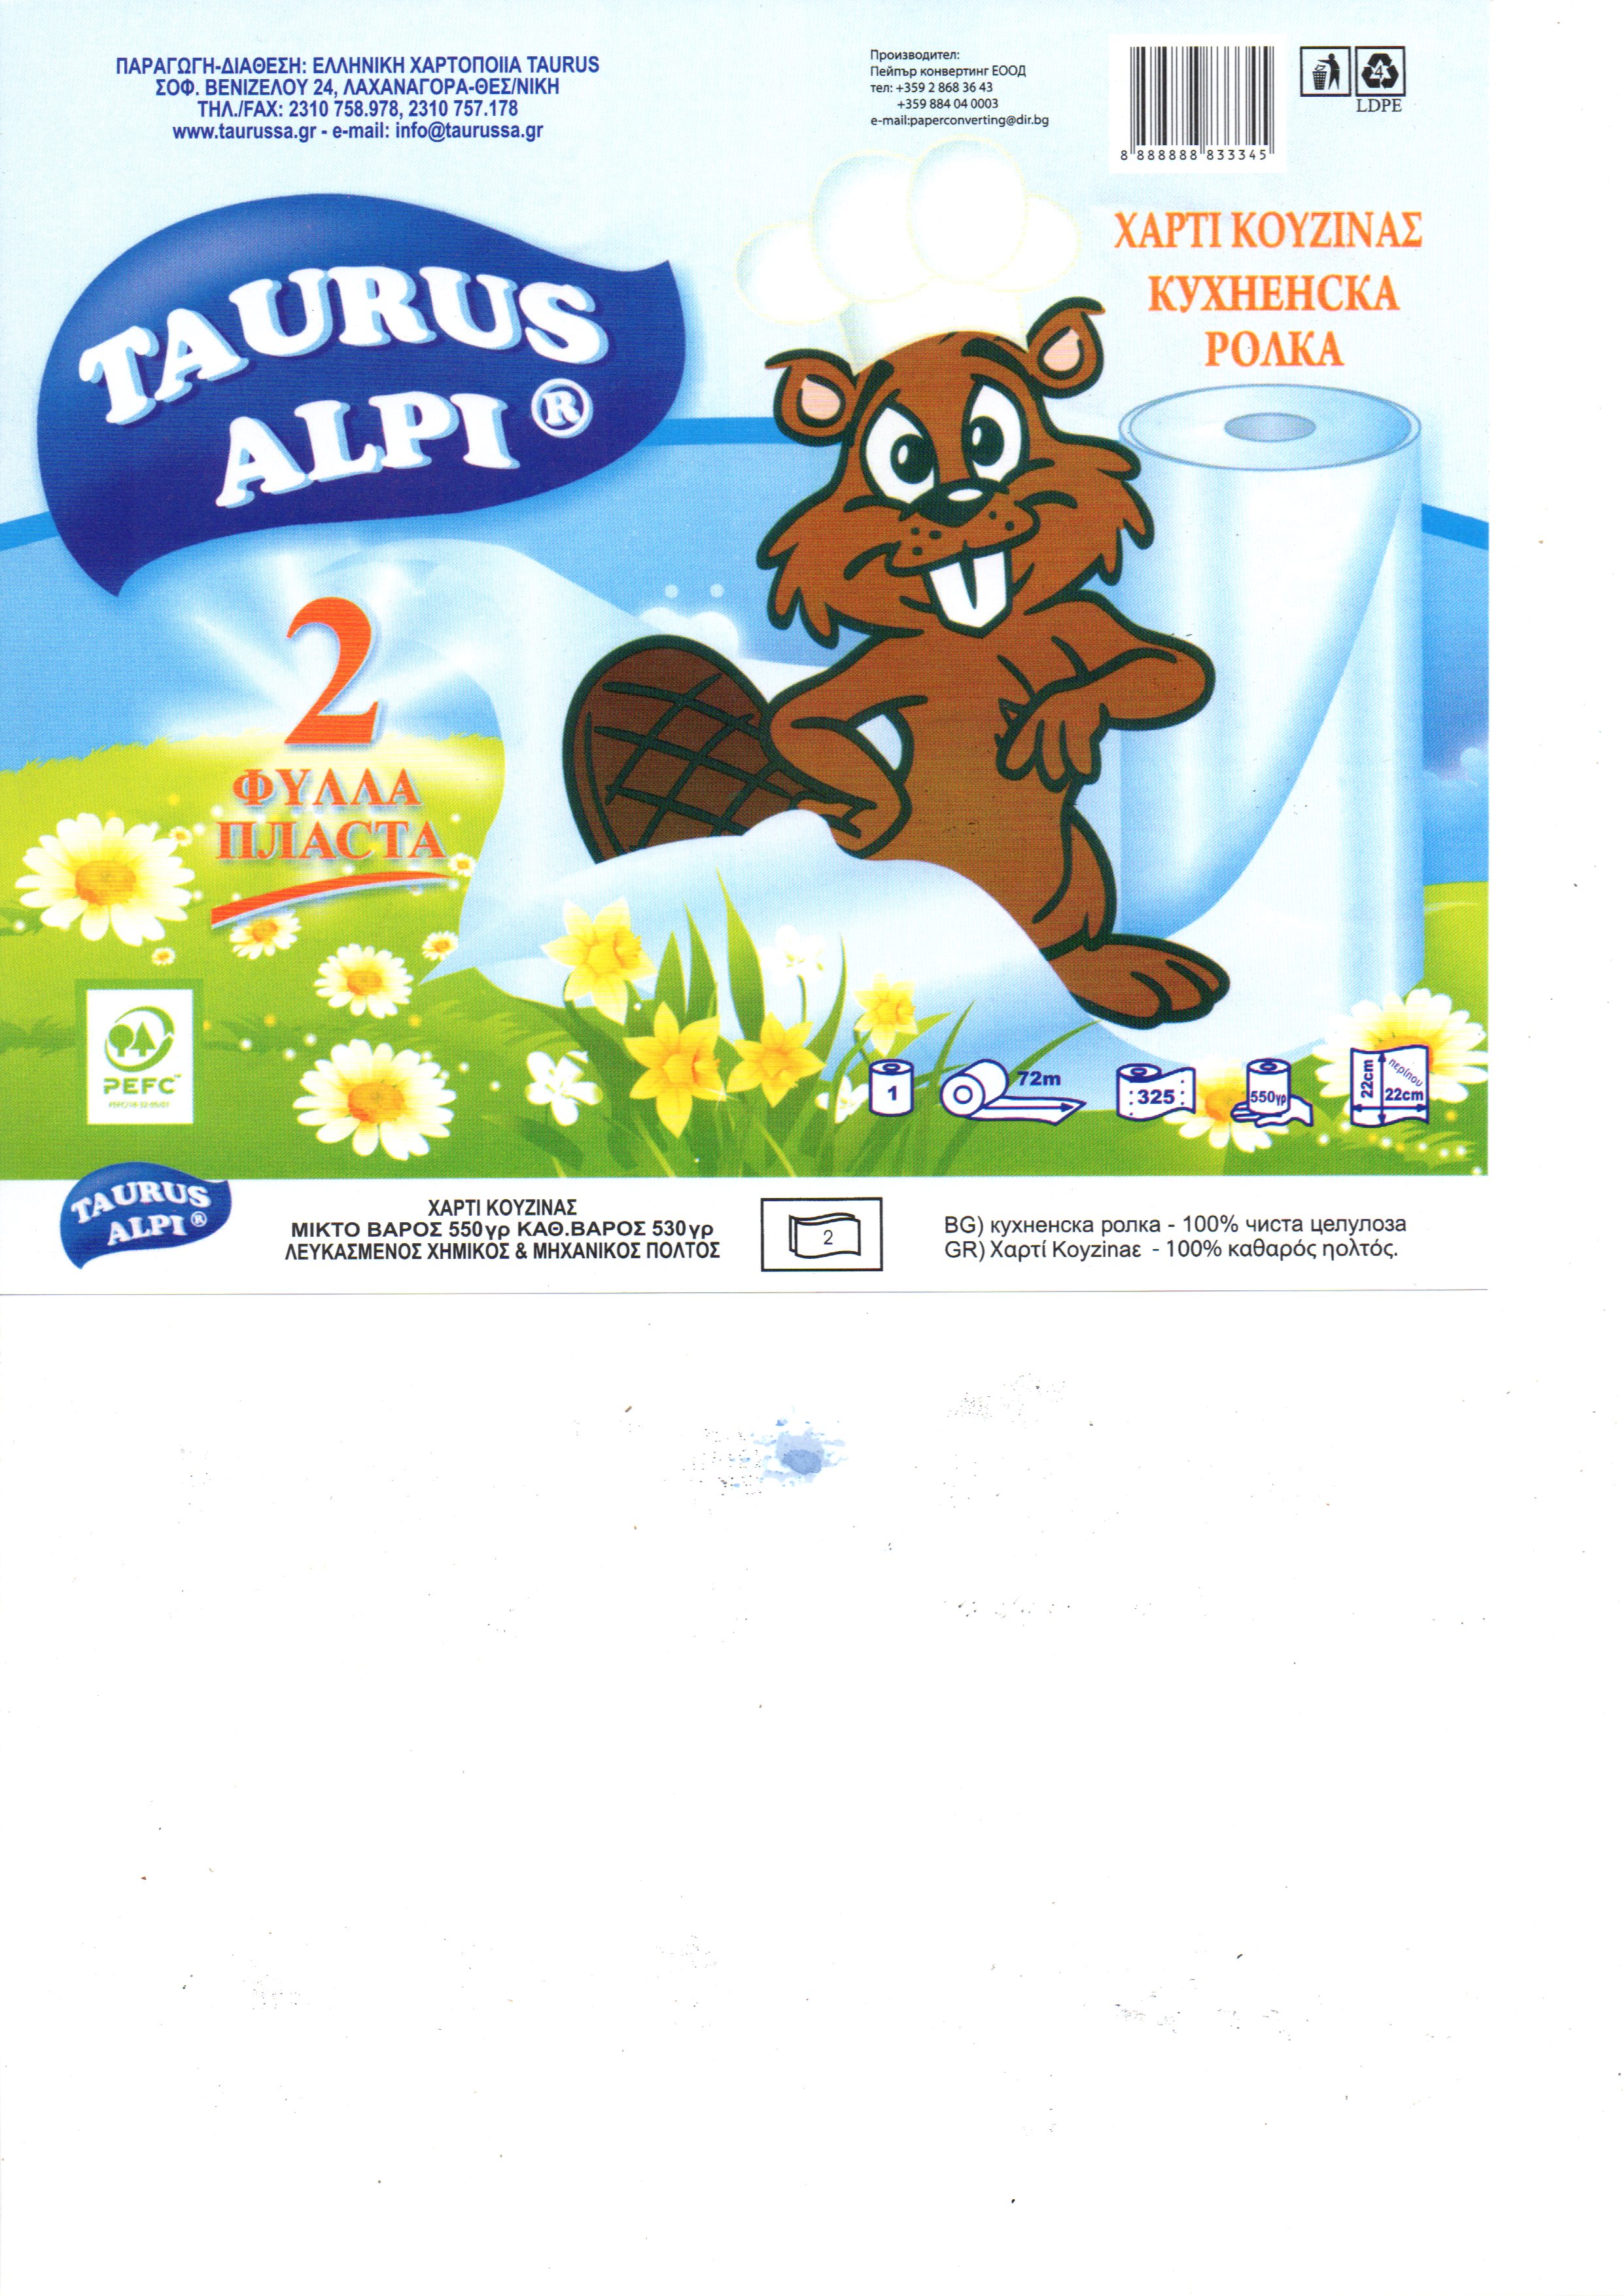 ΠΑΡΑΓΩΓΗ-ΔΙΑΘΕΣΗ: ΕΛΛΗΝΙΚΗ ΧΑΡΤΟΠΟΙΙΑ TAURUS
ΣΟΦ. ΒΕΝΙΖΕΛΟΥ 24, ΛΑΧΑΝΑΓΟΡΑ-ΘΕΣ/ΝΙΚΗ
ΤΗΛ./FAX: 2310 758.978, 2310 757.178
www.taurussa.gr - e-mail: info@taurussa.gr
Производител:
Пейпър конвертинг ЕООД
тел: +359 2 868 36 43
+359 884 04 0003
e-mail:paperconverting@dir.bg
8 888888 833345
4
LDPE
TAURUS
ALPI ®
ΧΑΡΤΙ ΚΟΥΖΙΝΑΣ
КУХНЕНСКА
РОЛКА
2
ΦΥΛΛΑ
ПЛАСТА
PEFC™
1
72m
325
550γρ
22cm
περίπου
22cm
TAURUS
ALPI ®
ΧΑΡΤΙ ΚΟΥΖΙΝΑΣ
ΜΙΚΤΟ ΒΑΡΟΣ 550γρ ΚΑΘ.ΒΑΡΟΣ 530γρ
ΛΕΥΚΑΣΜΕΝΟΣ ΧΗΜΙΚΟΣ & ΜΗΧΑΝΙΚΟΣ ΠΟΛΤΟΣ
2
BG) кухненска ролка - 100% чиста целулоза
GR) Χαρτί Κογzinaε - 100% καθαρός ηολτός.